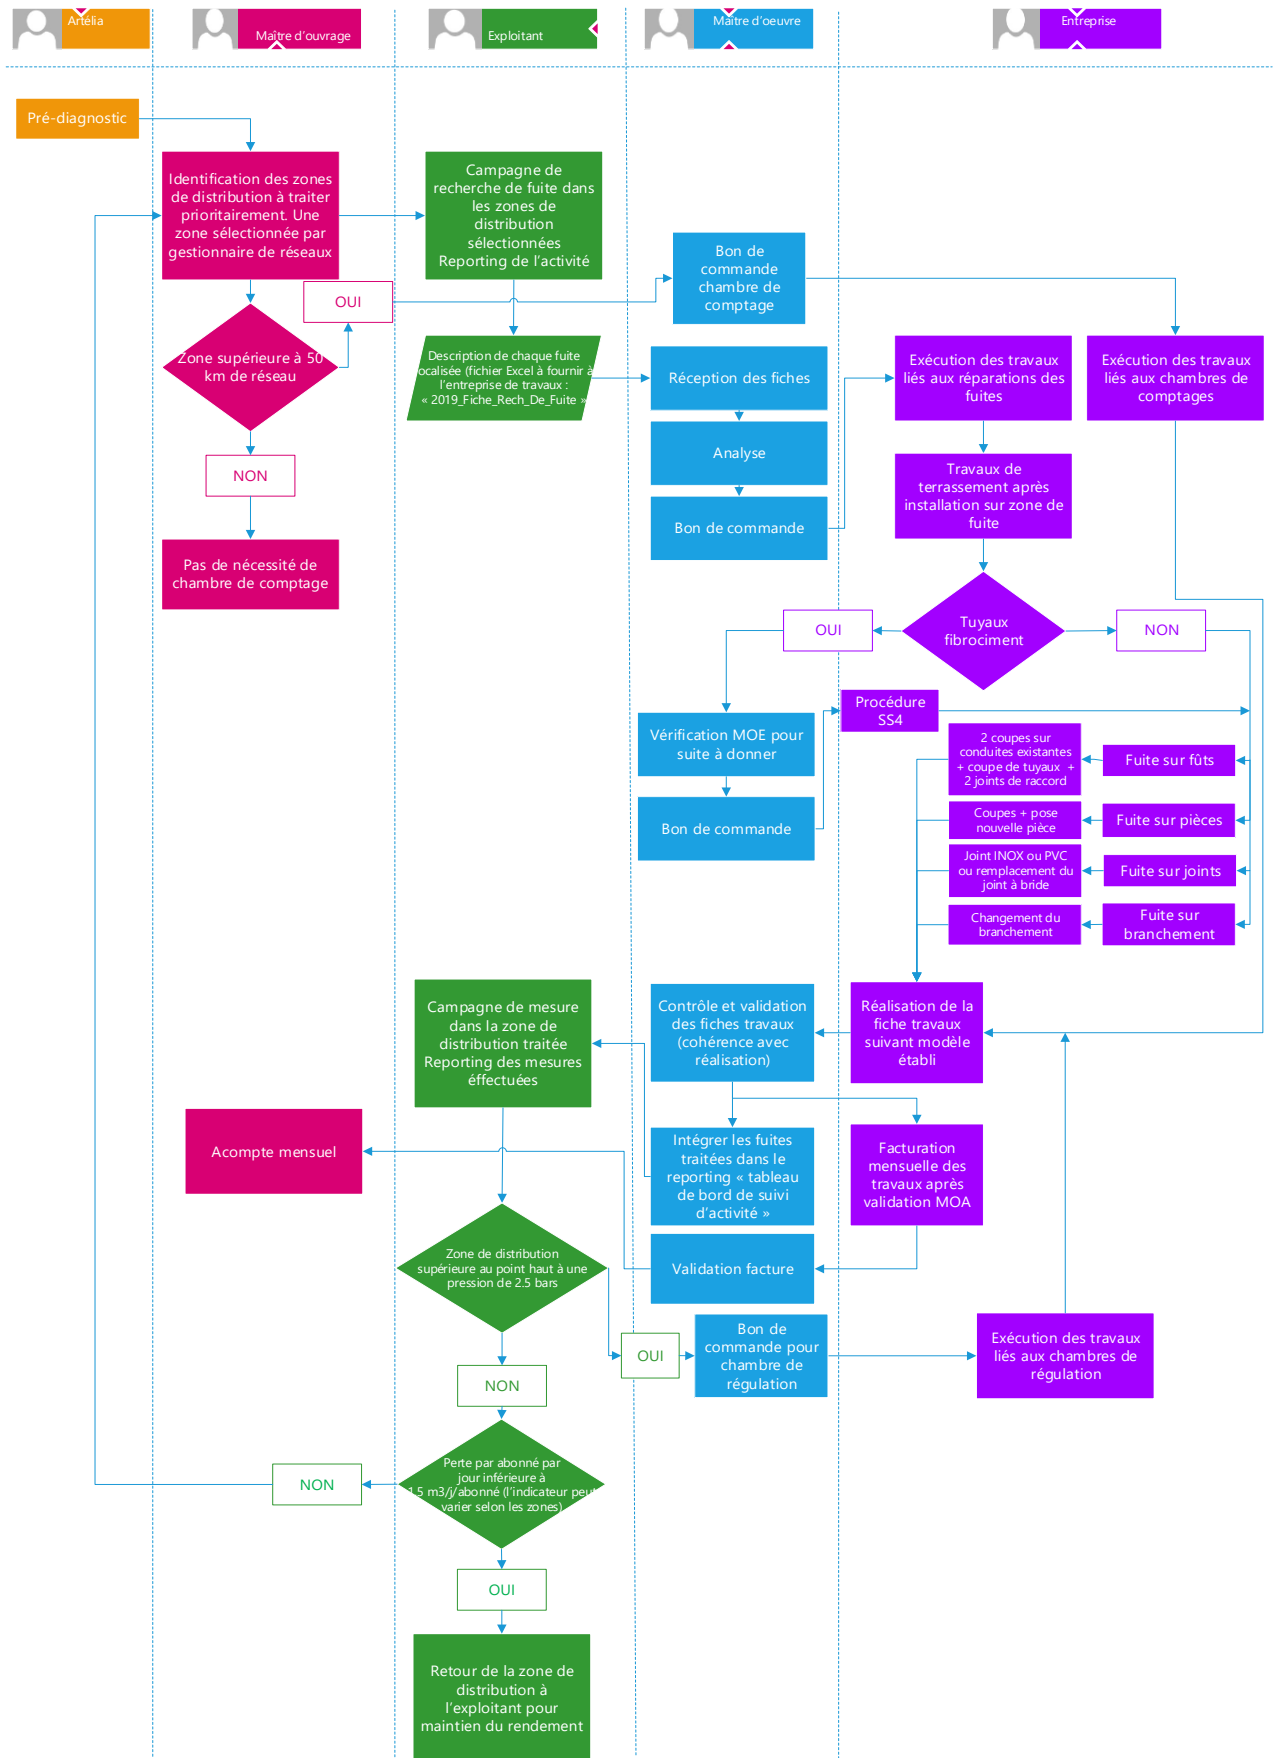 Artélia
Maître d'ouvrage
Exploitant
Maître d'oeuvre
Entreprise
Pré-diagnostic
Identification des zones
de distribution à traiter
prioritairement. Une
zone sélectionnée par
gestionnaire de réseaux
Campagne de
recherche de fuite dans
les zones de
distribution
sélectionnées
Reporting de l'activité
Bon de
commande
chambre de
comptage
OUI
Zone supérieure à 50
km de réseau
Description de chaque fuite
localisée (fichier Excel à fournir à
l'entreprise de travaux :
« 2019_Fiche_Rech_De_Fuite »
Réception des fiches
Exécution des travaux
liés aux réparations des
fuites
Exécution des travaux
liés aux chambres de
comptages
Analyse
NON
Travaux de
terrassement après
installation sur zone de
fuite
Bon de commande
Pas de nécessité de
chambre de comptage
Tuyaux
fibrociment
OUI
NON
Procédure
SS4
Vérification MOE pour
suite à donner
2 coupes sur
conduites existantes
+ coupe de tuyaux +
2 joints de raccord
Fuite sur fûts
Bon de commande
Coupes + pose
nouvelle pièce
Fuite sur pièces
Joint INOX ou PVC
ou remplacement du
joint à bride
Fuite sur joints
Changement du
branchement
Fuite sur
branchement
Campagne de mesure
dans la zone de
distribution traitée
Reporting des mesures
éffectuées
Contrôle et validation
des fiches travaux
(cohérence avec
réalisation)
Réalisation de la
fiche travaux
suivant modèle
établi
Acompte mensuel
Intégrer les fuites
traitées dans le
reporting « tableau
de bord de suivi
d'activité »
Facturation
mensuelle des
travaux après
validation MOA
Zone de distribution
supérieure au point haut à une
pression de 2.5 bars
Validation facture
OUI
Bon de
commande pour
chambre de
régulation
Exécution des travaux
liés aux chambres de
régulation
NON
Perte par abonné par
jour inférieure à
1.5 m3/j/abonné (l'indicateur peut
varier selon les zones)
NON
OUI
Retour de la zone de
distribution à
l'exploitant pour
maintien du rendement